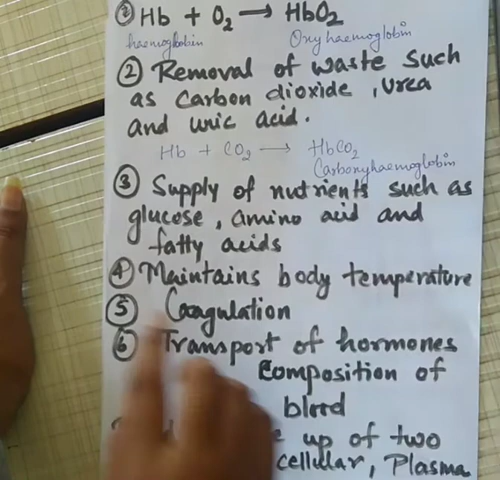 ① Hb + O₂ → HbO₂
haemoglobin Oxyhaemoglobin
② Removal of waste such
as carbon dioxide, urea
and uric acid.
Hb + CO₂ → HbCO₂
Carboxyhaemoglobin
③ Supply of nutrients such as
glucose, amino acid and
fatty acids
④ Maintains body temperature
⑤ Coagulation
⑥ Transport of hormones
Composition of
blood
up of two
cellular, Plasma